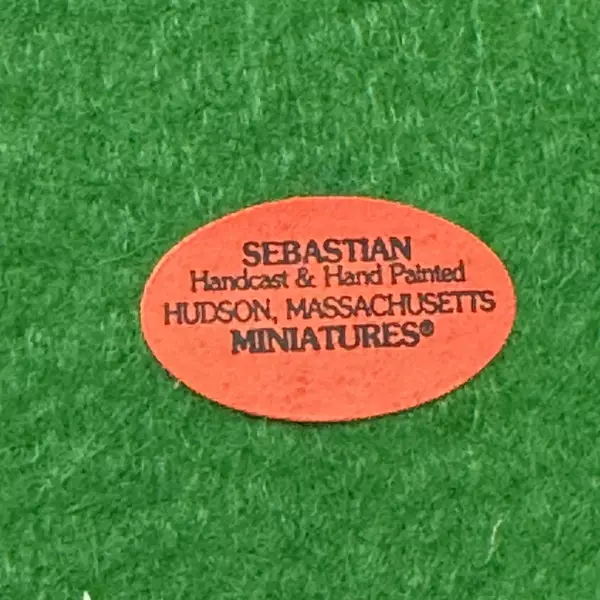 SEBASTIAN
Handcast & Hand Painted
HUDSON, MASSACHUSETTS
MINIATURES®